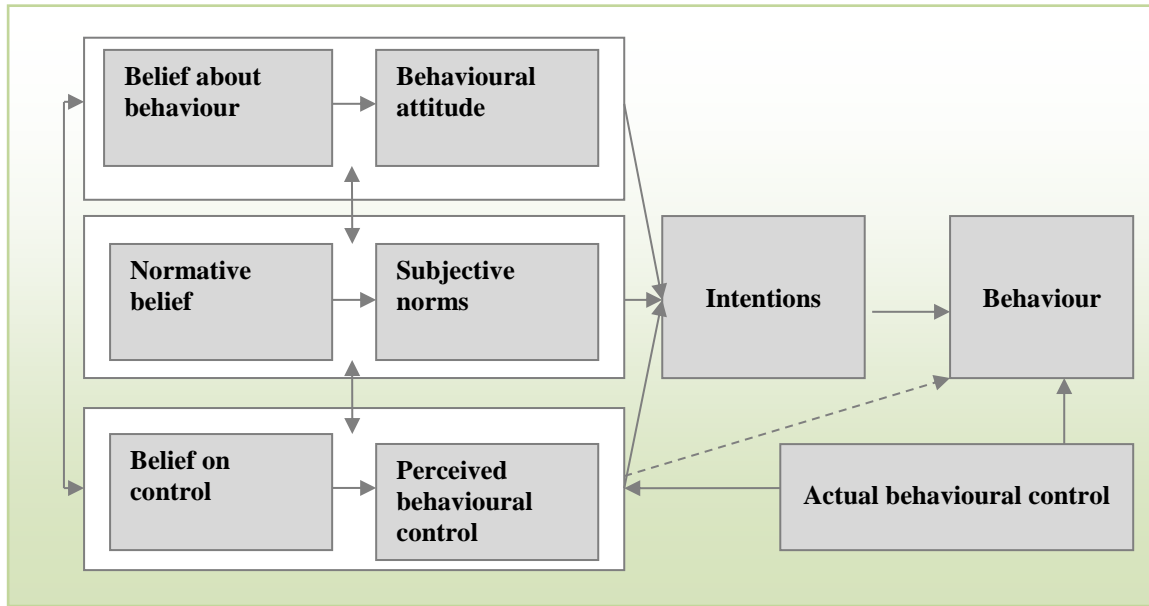 Belief about
behaviour
Behavioural
attitude
Normative
belief
Subjective
norms
Intentions
Behaviour
Belief on
control
Perceived
behavioural
control
Actual behavioural control